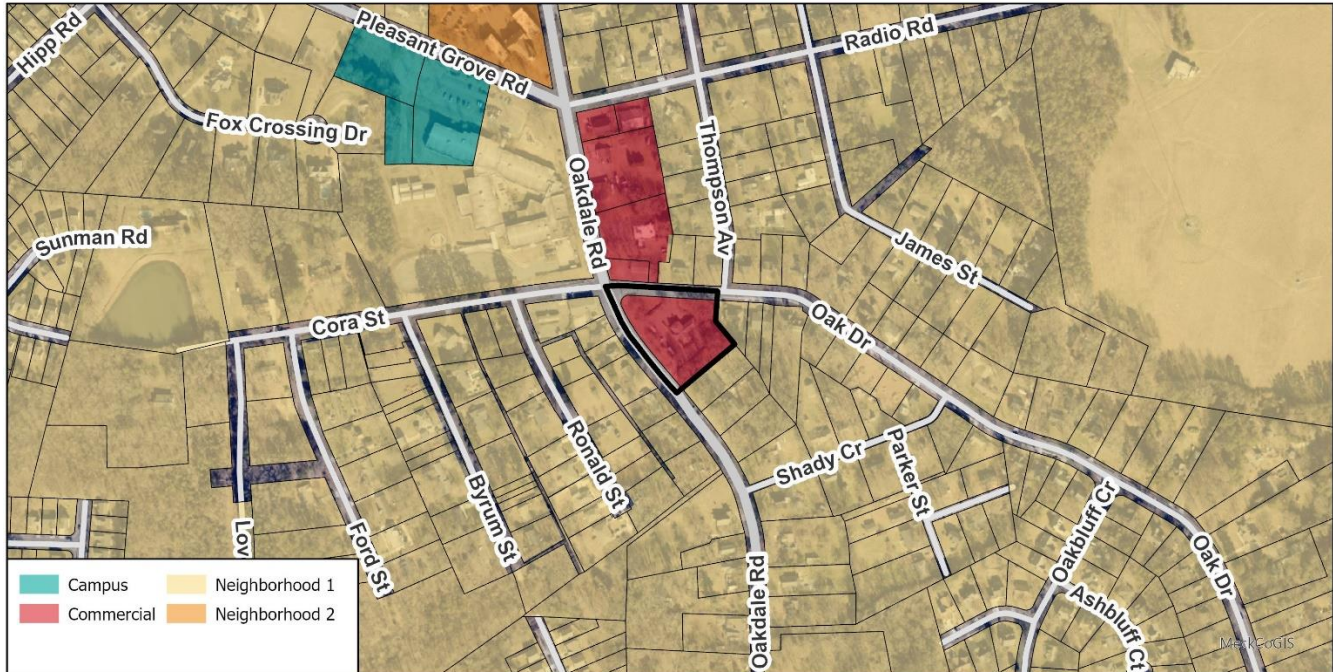 Hipp Rd
Pleasant Grove Rd
Radio Rd
Fox Crossing Dr
Thompson Av
Oakdale Rd
Sunman Rd
James St
Cora St
Oak Dr
Ronald St
Shady Cr
Parker St
Byrum St
Ford St
Lov
Oakbluff Cr
Oak Dr
Oakdale Rd
Ashbluff Ct
Campus
Neighborhood 1
Commercial
Neighborhood 2
MeckCoGIS